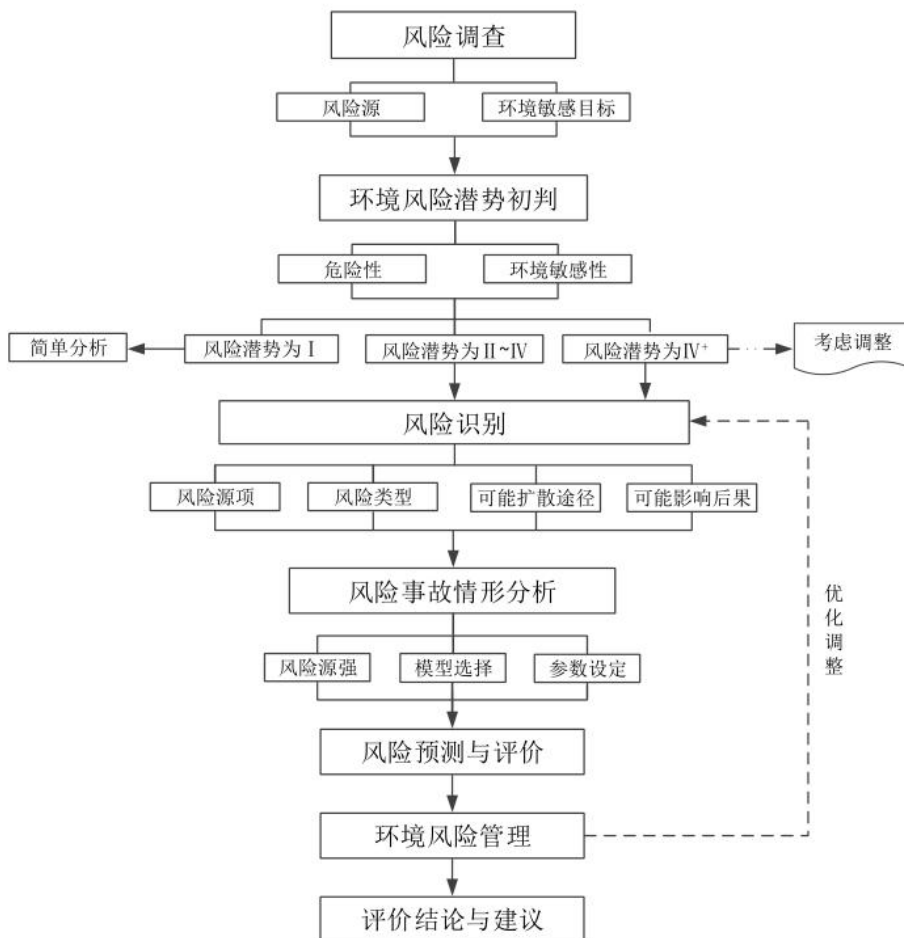 风险调查
风险源
环境敏感目标
环境风险潜势初判
危险性
环境敏感性
简单分析
风险潜势为Ⅰ
风险潜势为Ⅱ~Ⅳ
风险潜势为Ⅳ⁺
考虑调整
风险识别
风险源项
风险类型
可能扩散途径
可能影响后果
风险事故情形分析
优化调整
风险源强
模型选择
参数设定
风险预测与评价
环境风险管理
评价结论与建议